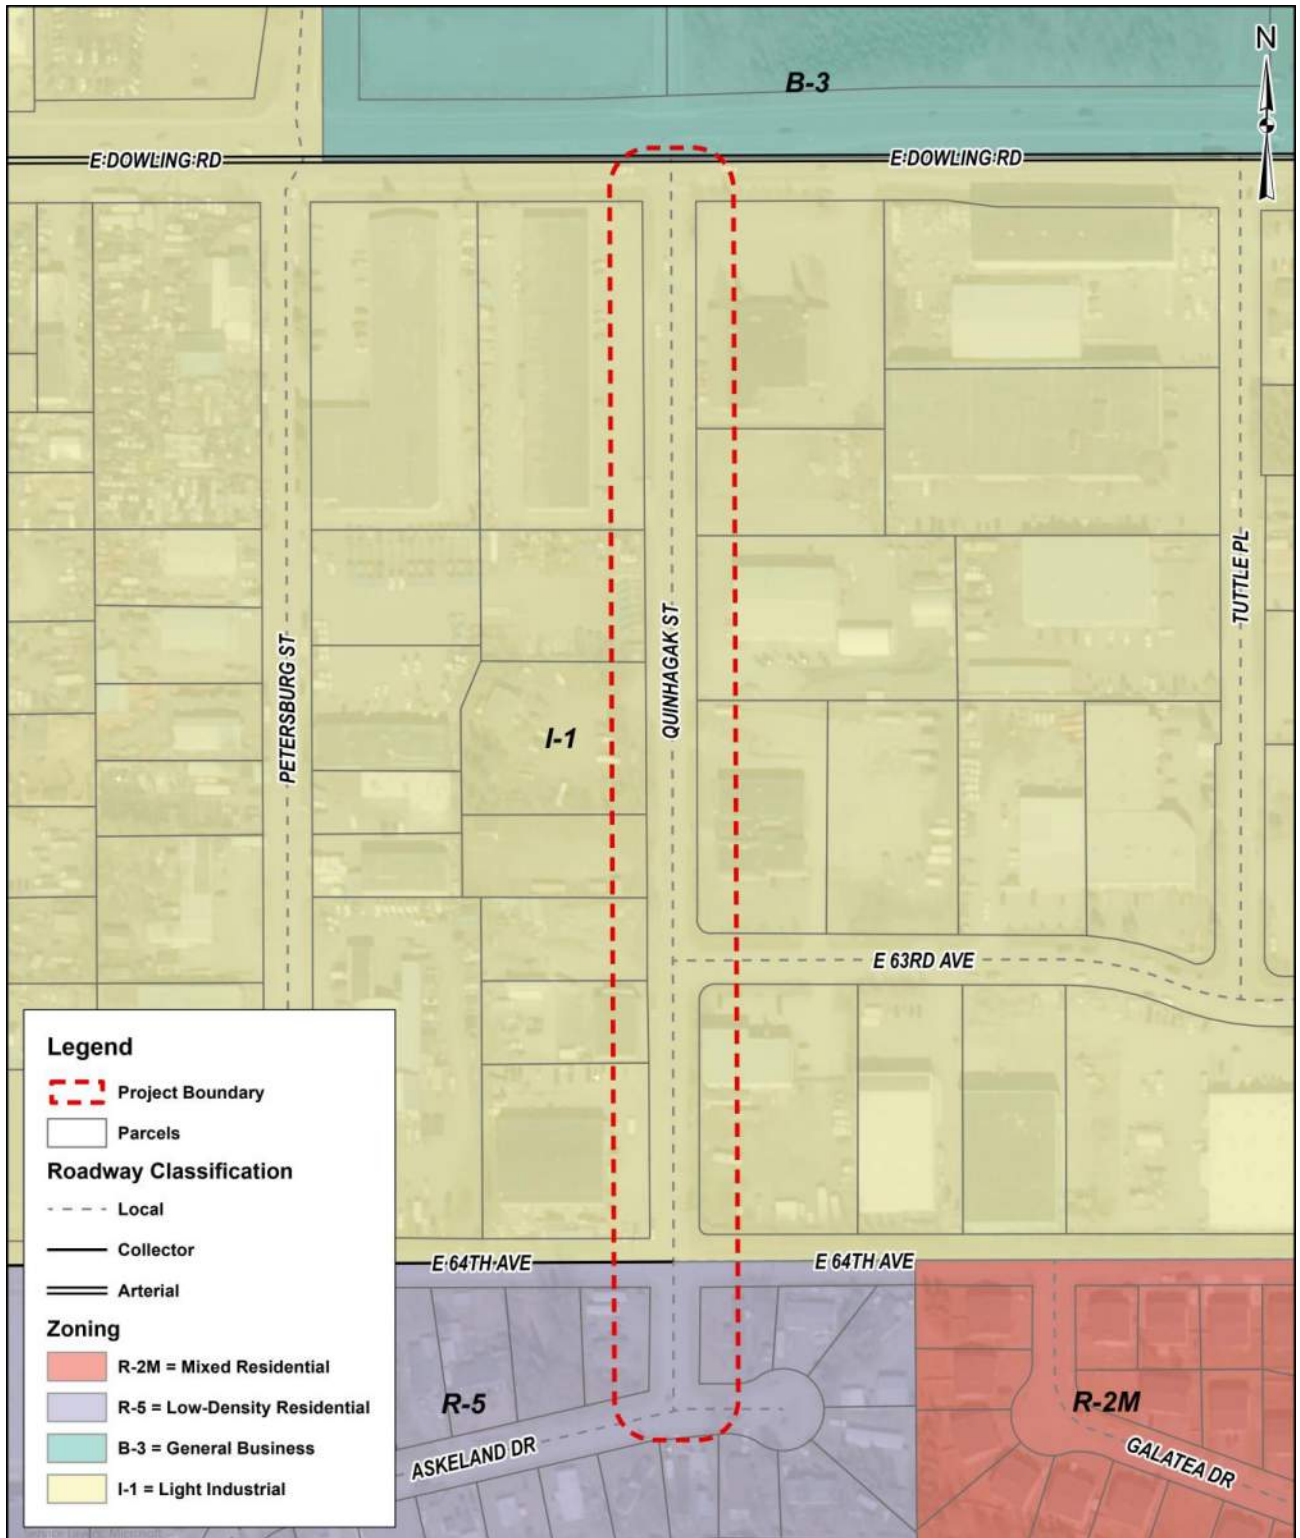 N
B-3
E DOWLING RD
E DOWLING RD
PETERSBURG ST
QUINHAGAK ST
TUTTLE PL
I-1
E 63RD AVE
E 64TH AVE
E 64TH AVE
R-5
R-2M
ASKELAND DR
GALATEA DR
Legend
Project Boundary
Parcels
Roadway Classification
Local
Collector
Arterial
Zoning
R-2M = Mixed Residential
R-5 = Low-Density Residential
B-3 = General Business
I-1 = Light Industrial